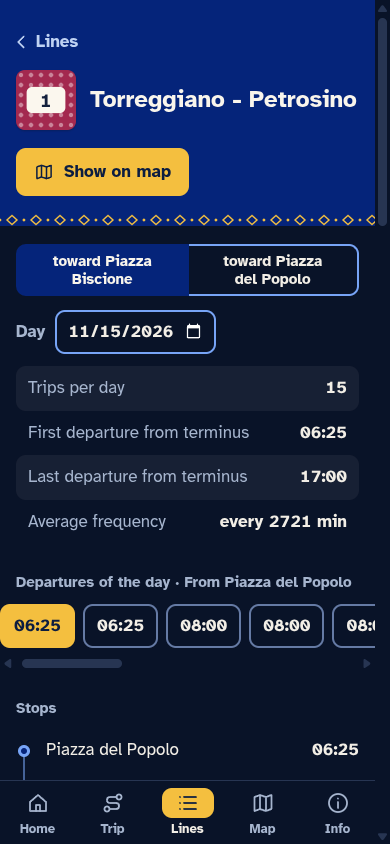 Lines
1
Torreggiano - Petrosino
Show on map
toward Piazza
Biscione
toward Piazza
del Popolo
Day
11/15/2026
Trips per day
15
First departure from terminus
06:25
Last departure from terminus
17:00
Average frequency
every 2721 min
Departures of the day · From Piazza del Popolo
06:25
06:25
08:00
08:00
08:0
Stops
Piazza del Popolo
06:25
Home
Trip
Lines
Map
Info